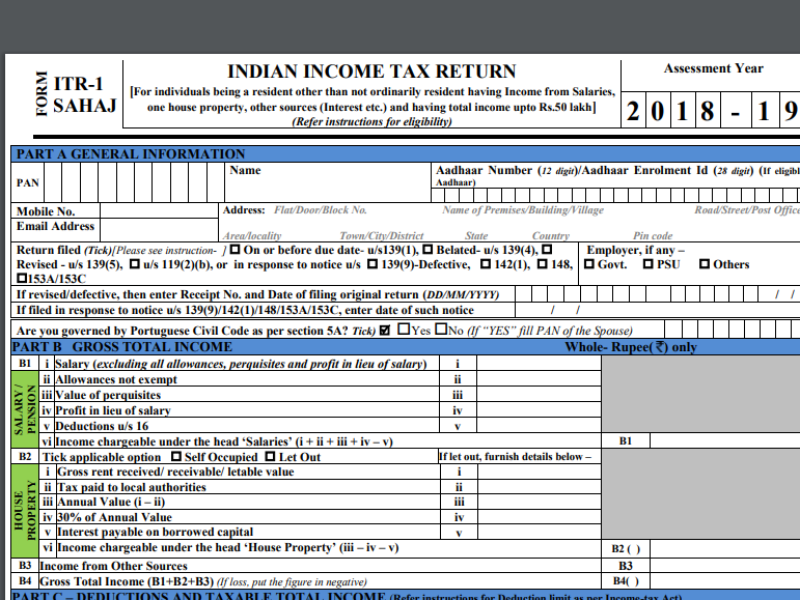 FORM
ITR-1
SAHAJ
INDIAN INCOME TAX RETURN
[For individuals being a resident other than not ordinarily resident having Income from Salaries,
one house property, other sources (Interest etc.) and having total income upto Rs.50 lakh]
(Refer instructions for eligibility)
Assessment Year
2 0 1 8 - 1 9
PART A GENERAL INFORMATION
PAN
Name
Aadhaar Number (12 digit)/Aadhaar Enrolment Id (28 digit) (If eligibl
Aadhaar)
Mobile No.
Email Address
Address: Flat/Door/Block No. Name of Premises/Building/Village Road/Street/Post Office
Area/locality Town/City/District State Country Pin code
Return filed (Tick)[Please see instruction- ] ☐ On or before due date- u/s139(1), ☐ Belated- u/s 139(4), ☐
Revised - u/s 139(5), ☐ u/s 119(2)(b), or in response to notice u/s ☐ 139(9)-Defective, ☐ 142(1), ☐ 148,
☐153A/153C
Employer, if any –
☐ Govt. ☐ PSU ☐ Others
If revised/defective, then enter Receipt No. and Date of filing original return (DD/MM/YYYY) / /
If filed in response to notice u/s 139(9)/142(1)/148/153A/153C, enter date of such notice / /
Are you governed by Portuguese Civil Code as per section 5A? Tick) ☑ ☐Yes ☐No (If “YES” fill PAN of the Spouse)
PART B GROSS TOTAL INCOME Whole- Rupee(₹) only
B1 i Salary (excluding all allowances, perquisites and profit in lieu of salary) i
SALARY / PENSION
ii Allowances not exempt ii
iii Value of perquisites iii
iv Profit in lieu of salary iv
v Deductions u/s 16 v
vi Income chargeable under the head ‘Salaries’ (i + ii + iii + iv – v) B1
B2 Tick applicable option ☐ Self Occupied ☐ Let Out If let out, furnish details below –
HOUSE PROPERTY
i Gross rent received/ receivable/ letable value i
ii Tax paid to local authorities ii
iii Annual Value (i – ii) iii
iv 30% of Annual Value iv
v Interest payable on borrowed capital v
vi Income chargeable under the head ‘House Property’ (iii – iv – v) B2 ( )
B3 Income from Other Sources B3
B4 Gross Total Income (B1+B2+B3) (If loss, put the figure in negative) B4( )
PART C – DEDUCTIONS AND TAXABLE TOTAL INCOME (Refer instructions for Deduction limit as per Income-tax Act)